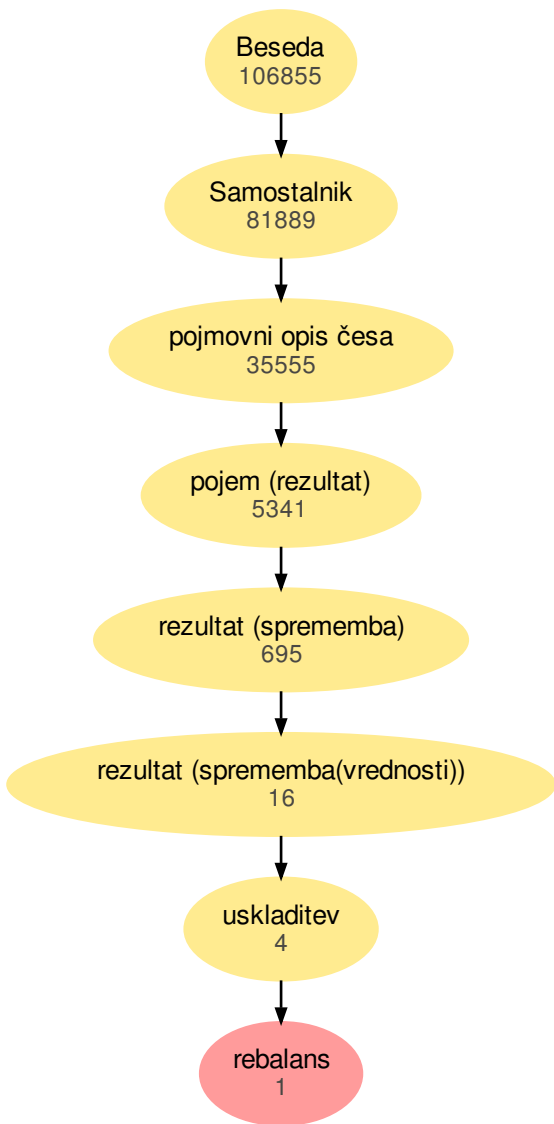 Beseda
106855
Samostalnik
81889
pojmovni opis česa
35555
pojem (rezultat)
5341
rezultat (sprememba)
695
rezultat (sprememba(vrednosti))
16
uskladitev
4
rebalans
1